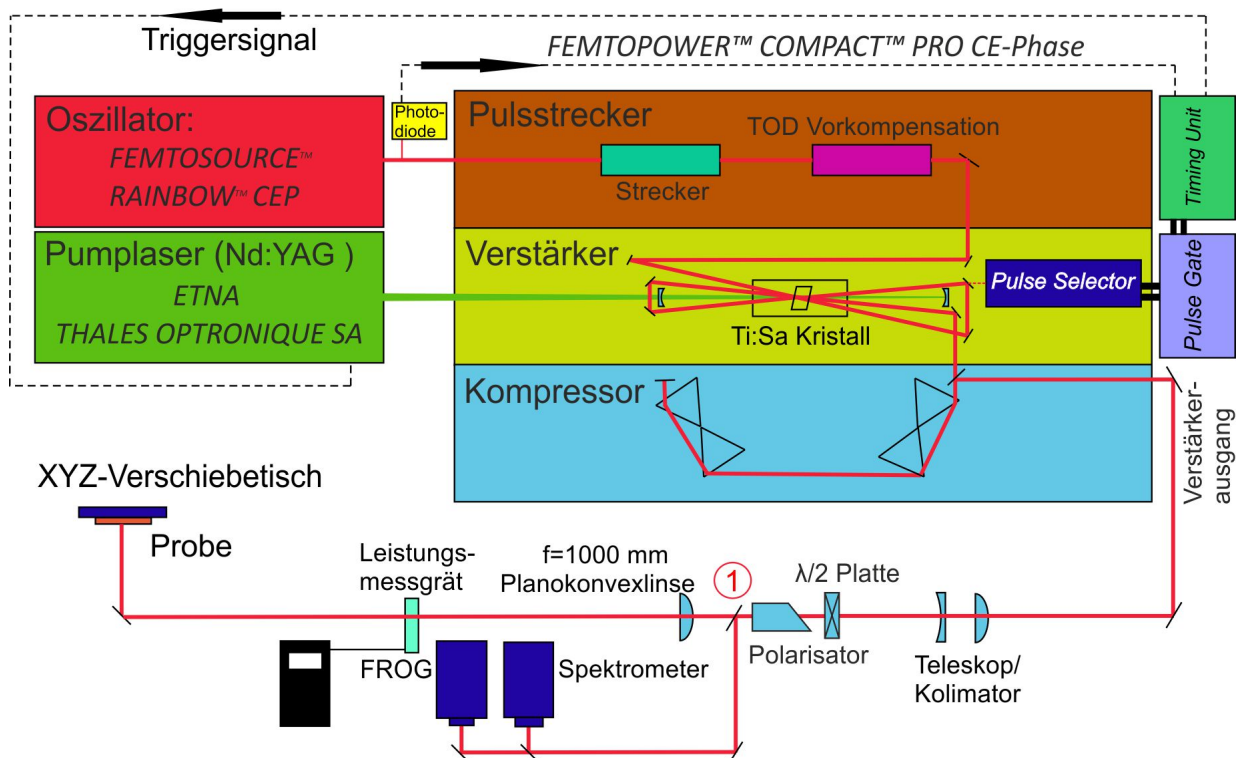 Triggersignal
FEMTOPOWER™ COMPACT™ PRO CE-Phase
Oszillator:
FEMTOSOURCE™
RAINBOW™ CEP
Photo-
diode
Pulsstrecker
TOD Vorkompensation
Strecker
Timing Unit
Pumplaser (Nd:YAG )
ETNA
THALES OPTRONIQUE SA
Verstärker
Ti:Sa Kristall
Pulse Selector
Pulse Gate
Kompressor
Verstärker-
ausgang
XYZ-Verschiebetisch
Probe
Leistungs-
messgrät
f=1000 mm
Planokonvexlinse
1
λ/2 Platte
Polarisator
Teleskop/
Kolimator
FROG
Spektrometer